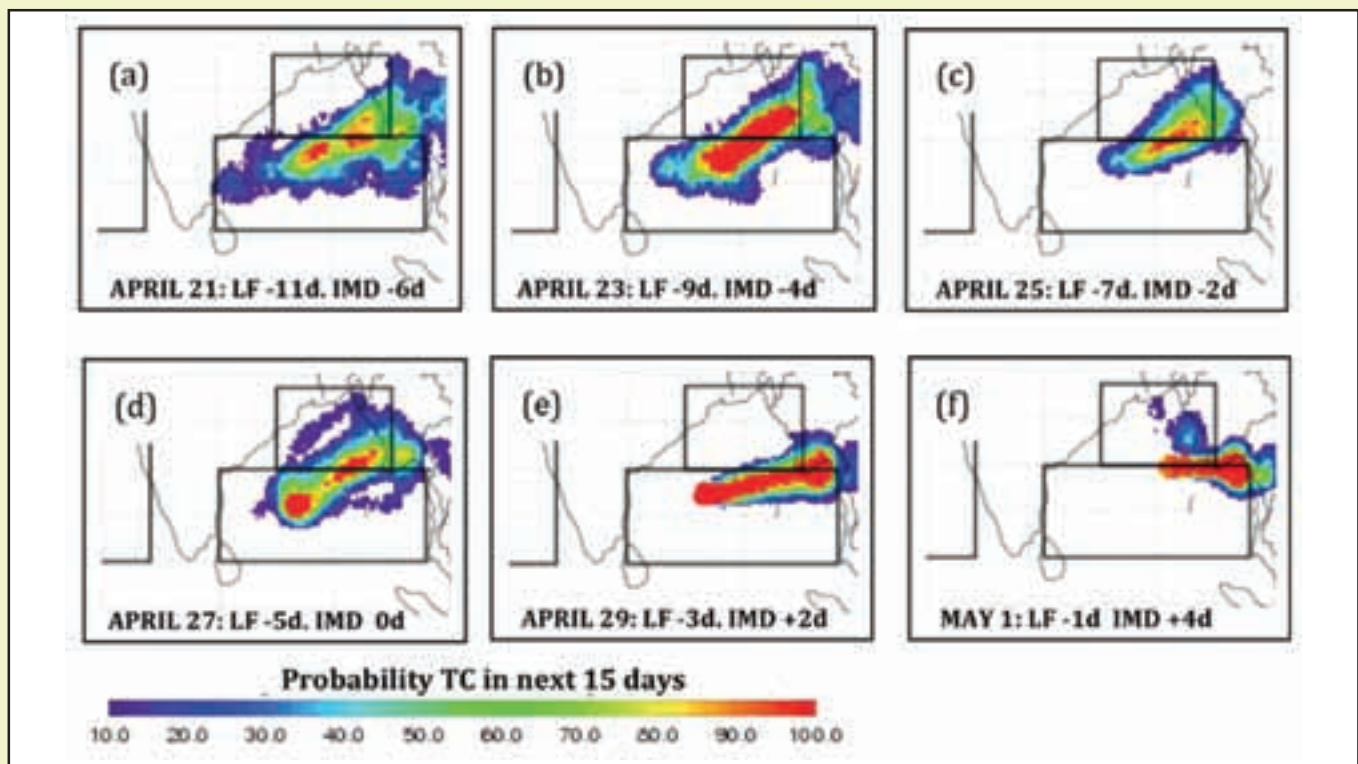 (a)
APRIL 21: LF -11d. IMD -6d
(b)
APRIL 23: LF -9d. IMD -4d
(c)
APRIL 25: LF -7d. IMD -2d
(d)
APRIL 27: LF -5d. IMD 0d
(e)
APRIL 29: LF -3d. IMD +2d
(f)
MAY 1: LF -1d IMD +4d
Probability TC in next 15 days
10.0 20.0 30.0 40.0 50.0 60.0 70.0 80.0 90.0 100.0